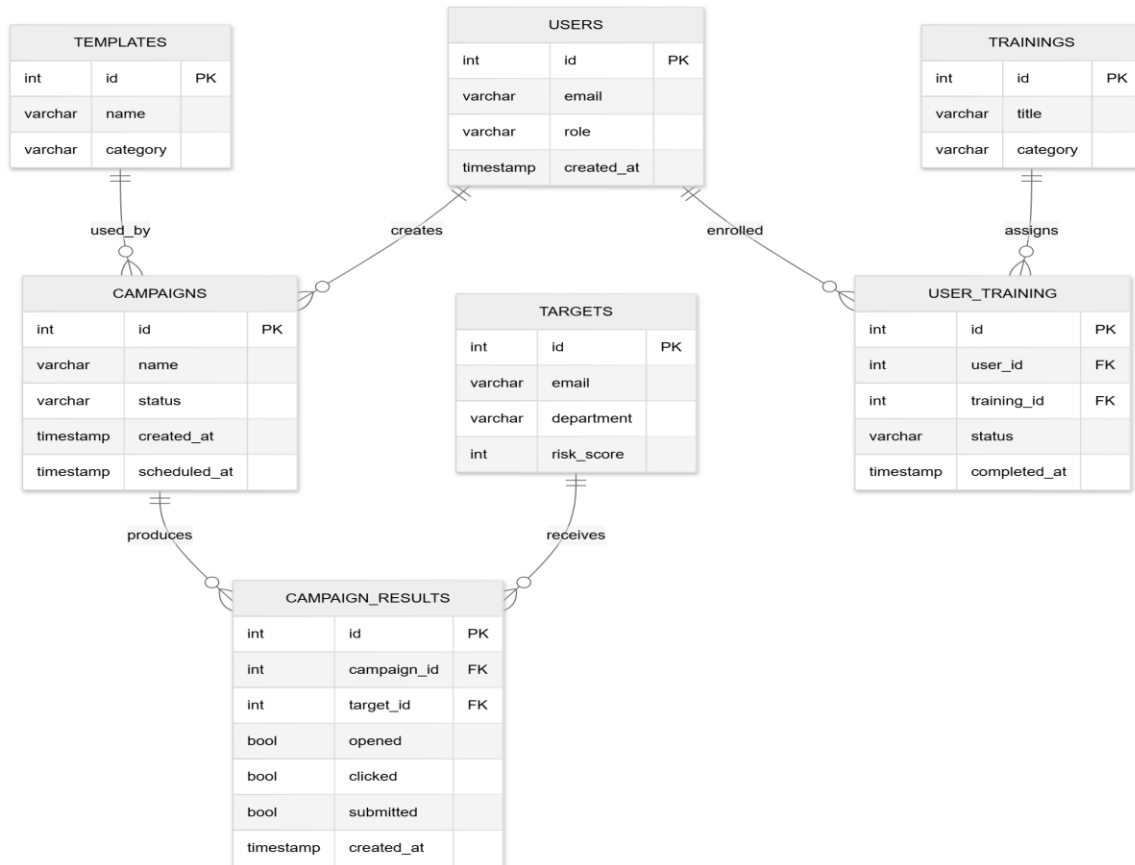 USERS
int id PK
varchar email
varchar role
timestamp created_at
TEMPLATES
int id PK
varchar name
varchar category
TRAININGS
int id PK
varchar title
varchar category
used_by
creates
enrolled
assigns
CAMPAIGNS
int id PK
varchar name
varchar status
timestamp created_at
timestamp scheduled_at
TARGETS
int id PK
varchar email
varchar department
int risk_score
USER_TRAINING
int id PK
int user_id FK
int training_id FK
varchar status
timestamp completed_at
produces
receives
CAMPAIGN_RESULTS
int id PK
int campaign_id FK
int target_id FK
bool opened
bool clicked
bool submitted
timestamp created_at